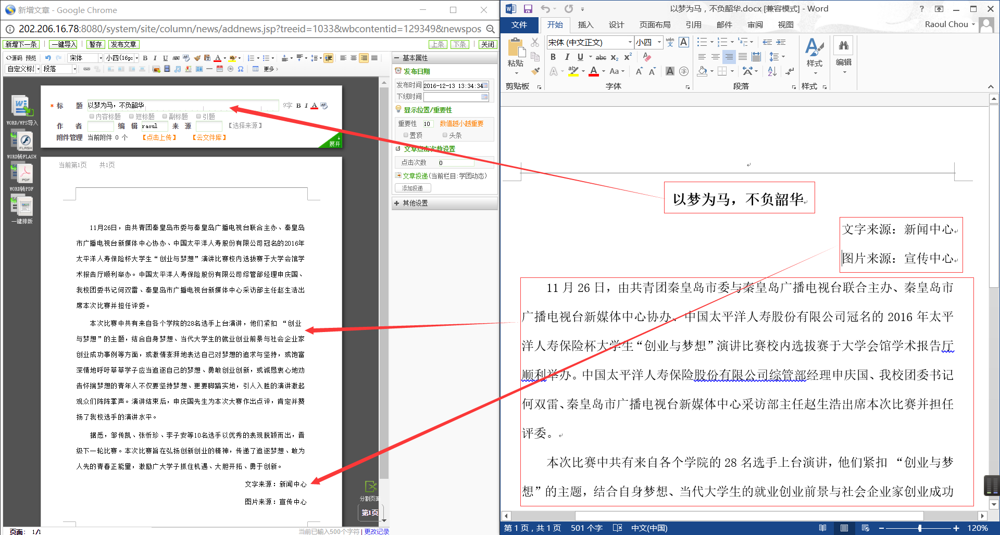 新增文章 - Google Chrome
202.206.16.78:8080/system/site/column/news/addnews.jsp?treeid=1033&wbcontentid=129349&newspos
新增下一条 一键导入 暂存 发布文章 上条 下条 关闭
源码 预览 宋体 小四(16p: B I U ABC
自定义标 段落 更多
WORD/WPS导入
FLASH
WORD转FLASH
PDF
WORD转PDF
一键排版
* 标 题 以梦为马，不负韶华 9字 B I A
内容标题 短标题 副标题 引题
作 者 编 辑 raoul 来 源 【选择来源】
附件管理 当前附件 0 个 【点击上传】 【云文件库】
展开
当前第1页 共1页
11月26日，由共青团秦皇岛市委与秦皇岛广播电视台联合主办、秦皇岛
市广播电视台新媒体中心协办、中国太平洋人寿股份有限公司冠名的2016年
太平洋人寿保险杯大学生“创业与梦想”演讲比赛校内选拔赛于大学会馆学
术报告厅顺利举办。中国太平洋人寿保险股份有限公司综管部经理申庆国、
我校团委书记何双雷、秦皇岛市广播电视台新媒体中心采访部主任赵生浩出
席本次比赛并担任评委。
本次比赛中共有来自各个学院的28名选手上台演讲，他们紧扣 “创业
与梦想”的主题，结合自身梦想、当代大学生的就业创业前景与社会企业家
创业成功事例等方面，或激情澎湃地表达自己对梦想的追求与坚持，或饱富
深情地呼吁莘莘学子应当追逐自己的梦想、勇敢创业创新，或诚恳衷心地劝
告怀揣梦想的青年人不仅要坚持梦想、更要脚踏实地，引人入胜的演讲激起
观众们阵阵掌声。演讲结束后，申庆国先生为本次大赛作出点评，肯定并赞
扬了我校选手的演讲水平。
据悉，邹传凯、张忻珍、李子安等10名选手以优秀的表现脱颖而出，晋
级下一轮比赛。本次比赛旨在弘扬创新创业的精神，传递了追逐梦想、敢为
人先的青春正能量，激励广大学子抓住机遇、大胆开拓、勇于创新。
文字来源：新闻中心
图片来源：宣传中心
分割页面
第1页
页面: 1/1 当前已输入500个字符 | 更改记录
基本属性
发布日期
发布时间 2016-12-13 13:34:34
下线时间
显示位置/重要性
重要性 10 数值越小越重要
置顶 头条
文章点击次数设置
点击次数 0
文章投递(当前栏目:学团动态)
添加投递
其他设置
以梦为马，不负韶华.docx [兼容模式] - Word
文件 开始 插入 设计 页面布局 引用 邮件 审阅 视图 Raoul Chou
宋体 (中文正文) 小四 wén 文 A
B I U abc X₂ X²
粘贴 样式 编辑
A ab A Aa A A A 字
剪贴板 字体 段落 样式
以梦为马，不负韶华
文字来源：新闻中心
图片来源：宣传中心
11 月 26 日，由共青团秦皇岛市委与秦皇岛广播电视台联合主办、秦皇岛市
广播电视台新媒体中心协办、中国太平洋人寿股份有限公司冠名的 2016 年太平
洋人寿保险杯大学生“创业与梦想”演讲比赛校内选拔赛于大学会馆学术报告厅
顺利举办。中国太平洋人寿保险股份有限公司综管部经理申庆国、我校团委书记
何双雷、秦皇岛市广播电视台新媒体中心采访部主任赵生浩出席本次比赛并担任
评委。
本次比赛中共有来自各个学院的 28 名选手上台演讲，他们紧扣 “创业与梦
想”的主题，结合自身梦想、当代大学生的就业创业前景与社会企业家创业成功
第 1 页，共 1 页 501 个字 中文(中国) 120%